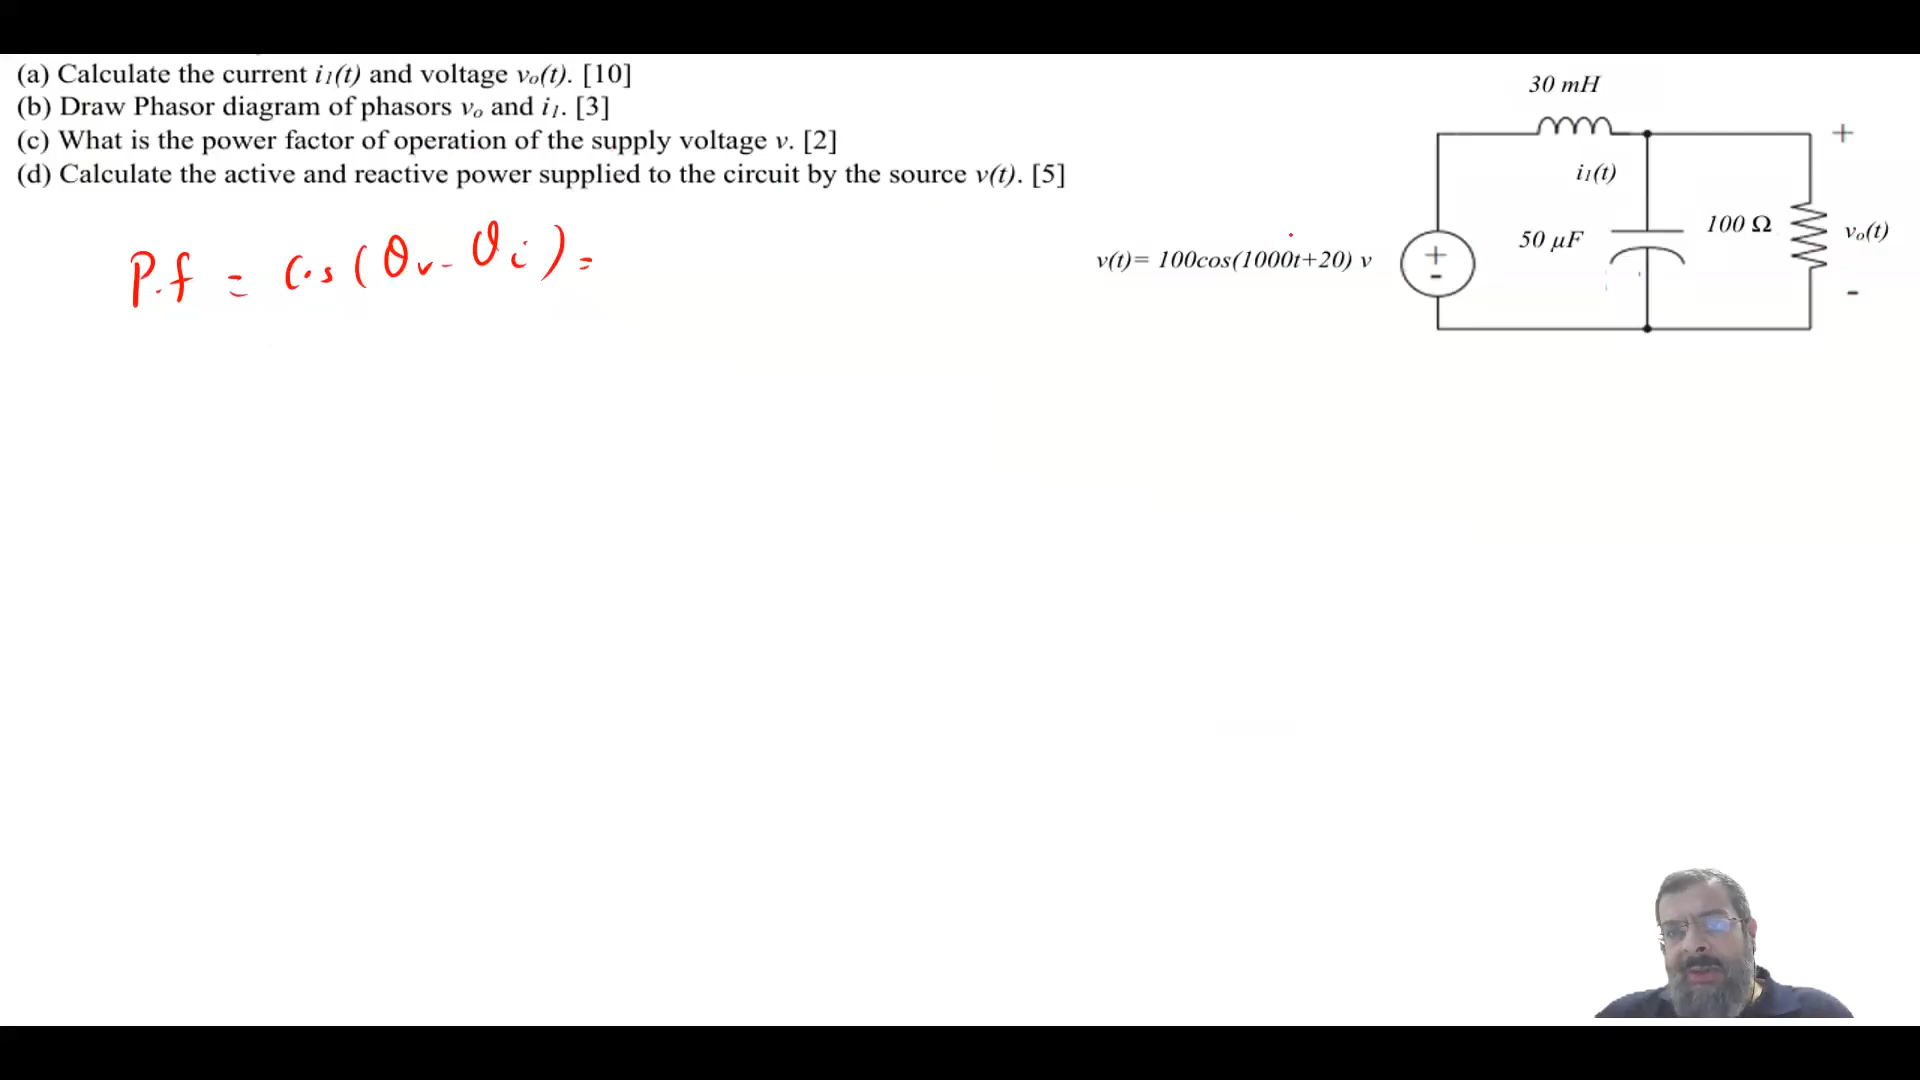 (a) Calculate the current i₁(t) and voltage vₒ(t). [10]
(b) Draw Phasor diagram of phasors vₒ and i₁. [3]
(c) What is the power factor of operation of the supply voltage v. [2]
(d) Calculate the active and reactive power supplied to the circuit by the source v(t). [5]
P.f = Cos(θv - θi) =
30 mH
+
i₁(t)
100 Ω
50 μF
vₒ(t)
v(t)= 100cos(1000t+20) v
+
-
-